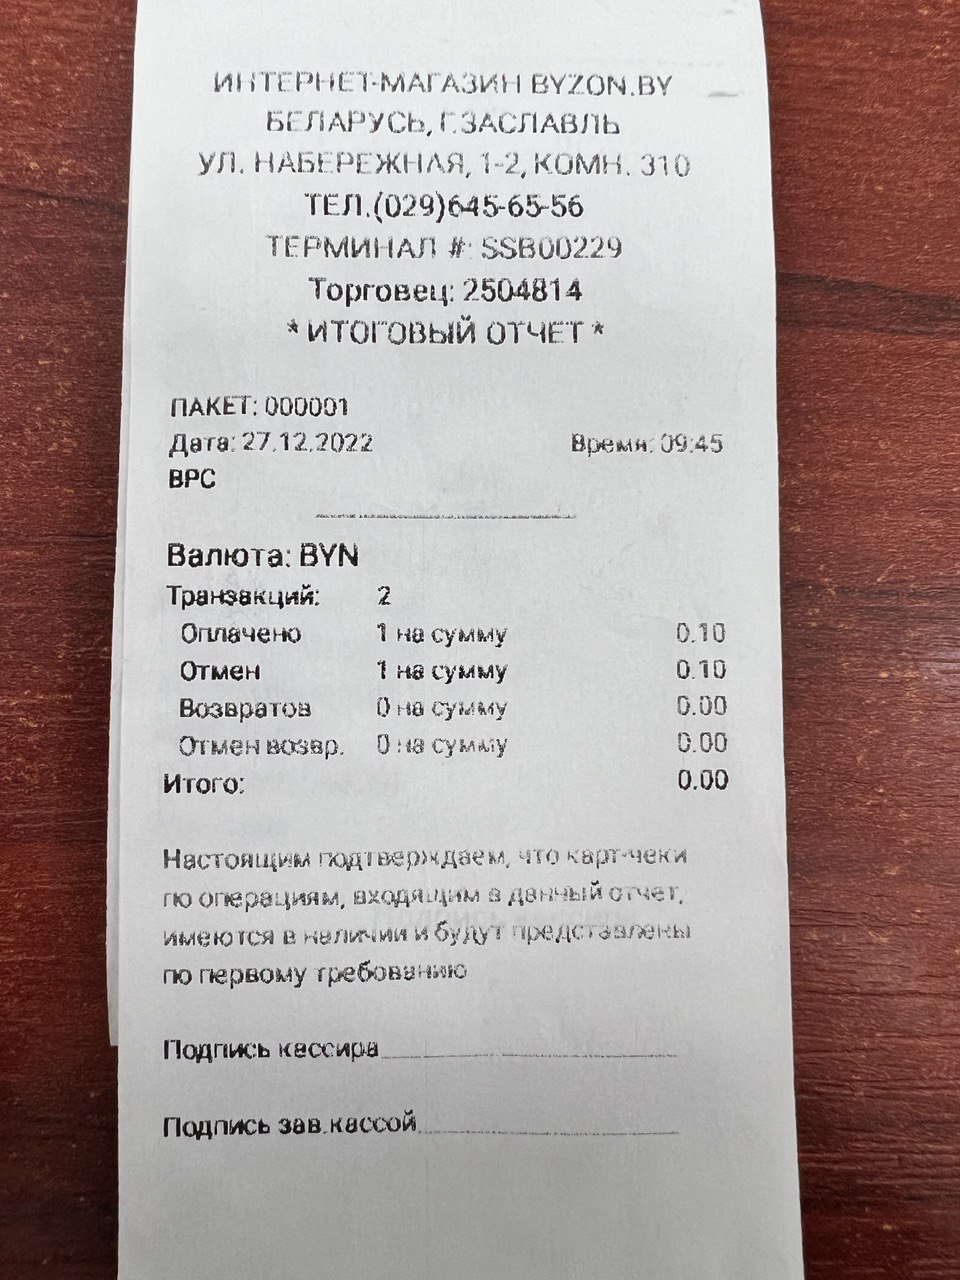 ИНТЕРНЕТ-МАГАЗИН BYZON.BY
БЕЛАРУСЬ, Г.ЗАСЛАВЛЬ
УЛ. НАБЕРЕЖНАЯ, 1-2, КОМН. 310
ТЕЛ.(029)645-65-56
ТЕРМИНАЛ #: SSB00229
Торговец: 2504814
* ИТОГОВЫЙ ОТЧЕТ *
ПАКЕТ: 000001
Дата: 27.12.2022 Время: 09:45
BPC
Валюта: BYN
Транзакций: 2
Оплачено 1 на сумму 0.10
Отмен 1 на сумму 0.10
Возвратов 0 на сумму 0.00
Отмен возвр. 0 на сумму 0.00
Итого: 0.00
Настоящим подтверждаем, что карт-чеки
по операциям, входящим в данный отчет,
имеются в наличии и будут представлены
по первому требованию
Подпись кассира
Подпись зав.кассой